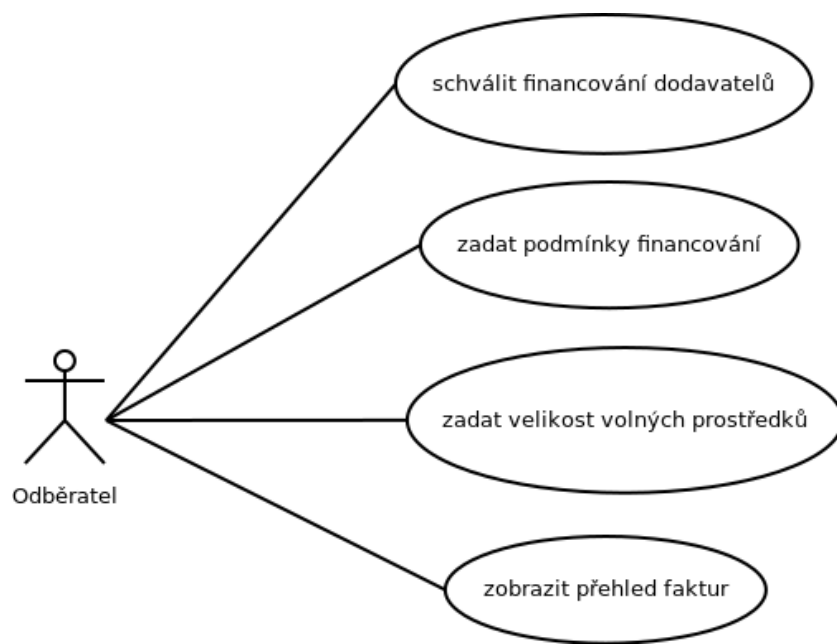 schválit financování dodavatelů
zadat podmínky financování
zadat velikost volných prostředků
Odběratel
zobrazit přehled faktur